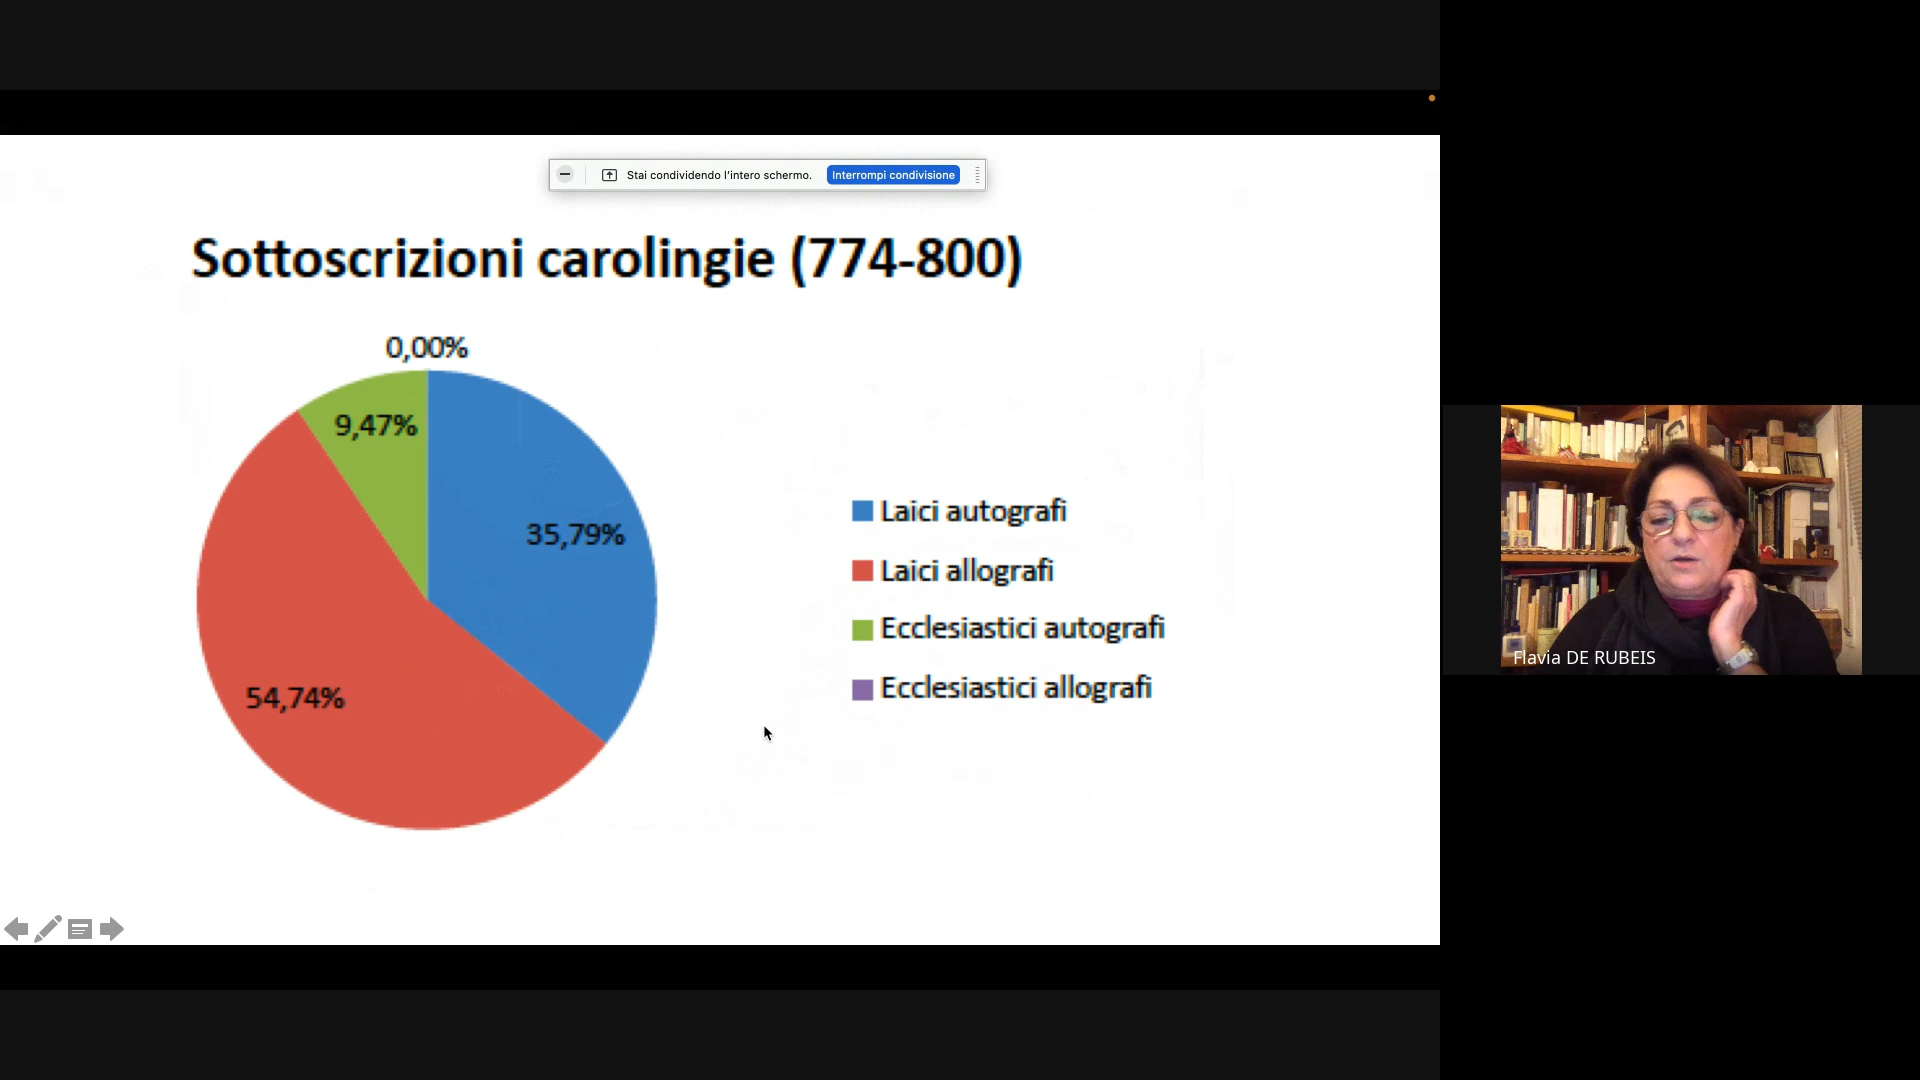 Stai condividendo l'intero schermo. Interrompi condivisione
Sottoscrizioni carolingie (774-800)
0,00%
9,47%
35,79%
54,74%
Laici autografi
Laici allografi
Ecclesiastici autografi
Ecclesiastici allografi
Flavia DE RUBEIS